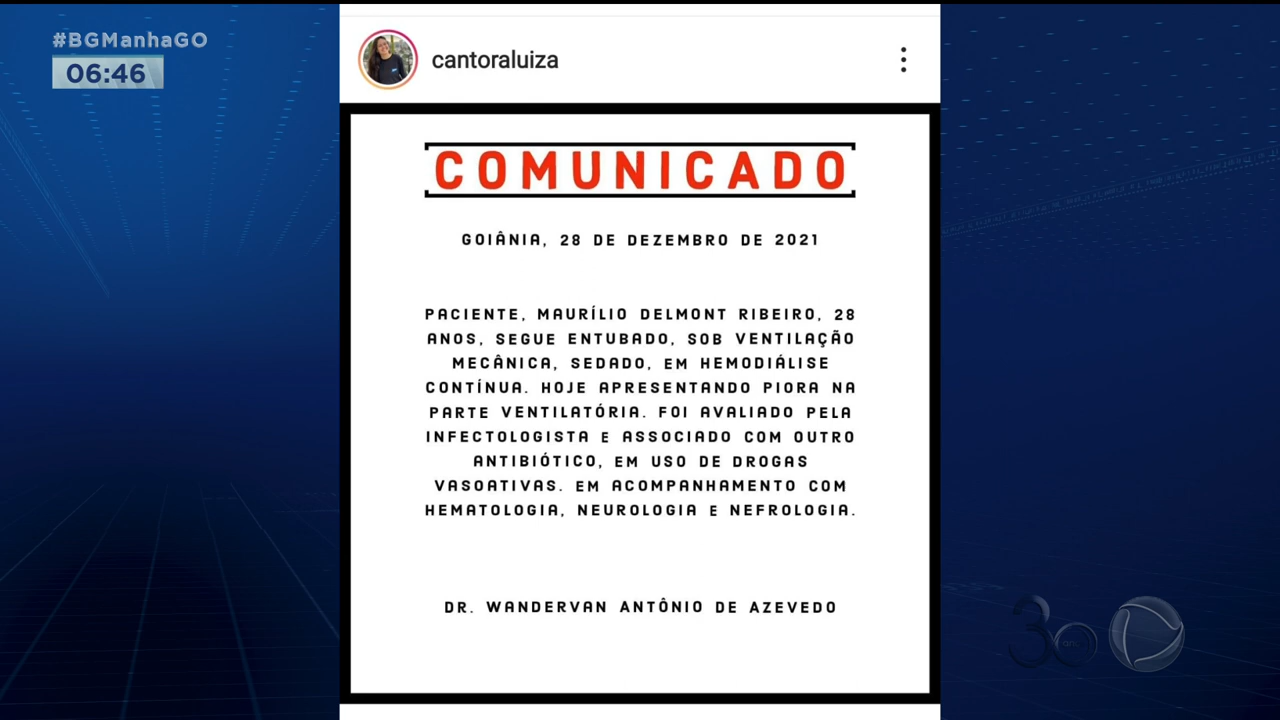 #BGManhaGO
06:46
cantoraluiza
COMUNICADO
GOIÂNIA, 28 DE DEZEMBRO DE 2021
PACIENTE, MAURÍLIO DELMONT RIBEIRO, 28
ANOS, SEGUE ENTUBADO, SOB VENTILAÇÃO
MECÂNICA, SEDADO, EM HEMODIÁLISE
CONTÍNUA. HOJE APRESENTANDO PIORA NA
PARTE VENTILATÓRIA. FOI AVALIADO PELA
INFECTOLOGISTA E ASSOCIADO COM OUTRO
ANTIBIÓTICO, EM USO DE DROGAS
VASOATIVAS. EM ACOMPANHAMENTO COM
HEMATOLOGIA, NEUROLOGIA E NEFROLOGIA.
DR. WANDERVAN ANTÔNIO DE AZEVEDO
30